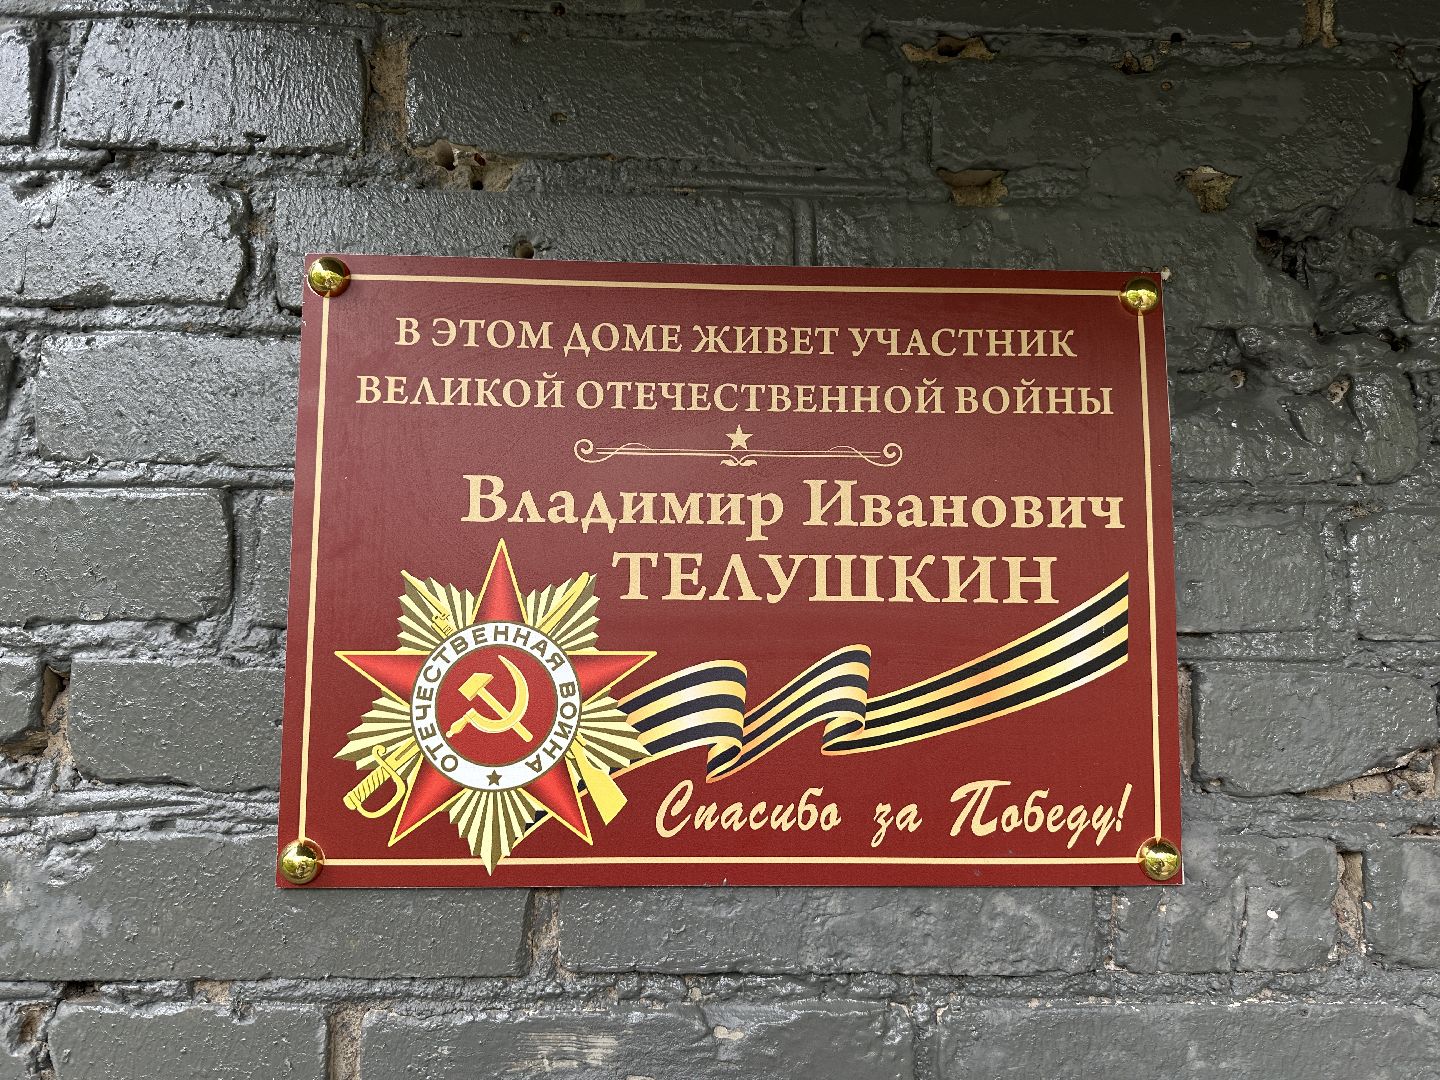 В ЭТОМ ДОМЕ ЖИВЕТ УЧАСТНИК
ВЕЛИКОЙ ОТЕЧЕСТВЕННОЙ ВОЙНЫ
Владимир Иванович
ТЕЛУШКИН
ОТЕЧЕСТВЕННАЯ ВОЙНА
Спасибо за Победу!